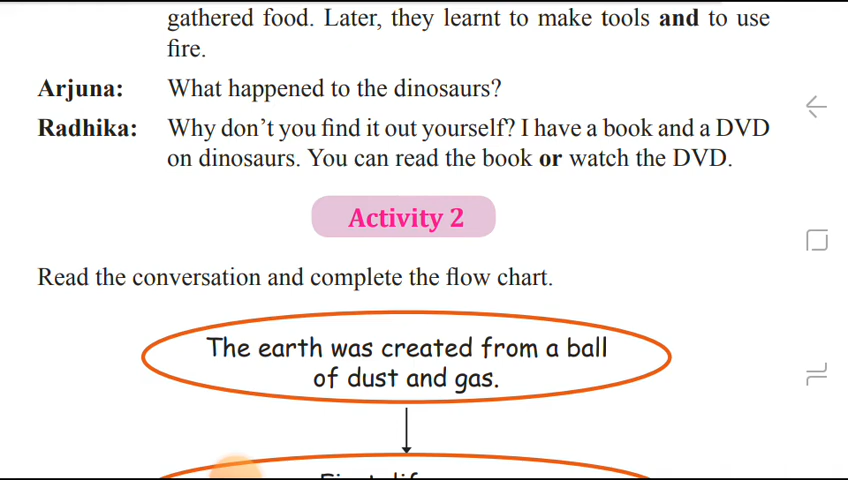 gathered food. Later, they learnt to make tools and to use
fire.
Arjuna: What happened to the dinosaurs?
Radhika: Why don't you find it out yourself? I have a book and a DVD
on dinosaurs. You can read the book or watch the DVD.
Activity 2
Read the conversation and complete the flow chart.
The earth was created from a ball
of dust and gas.
First